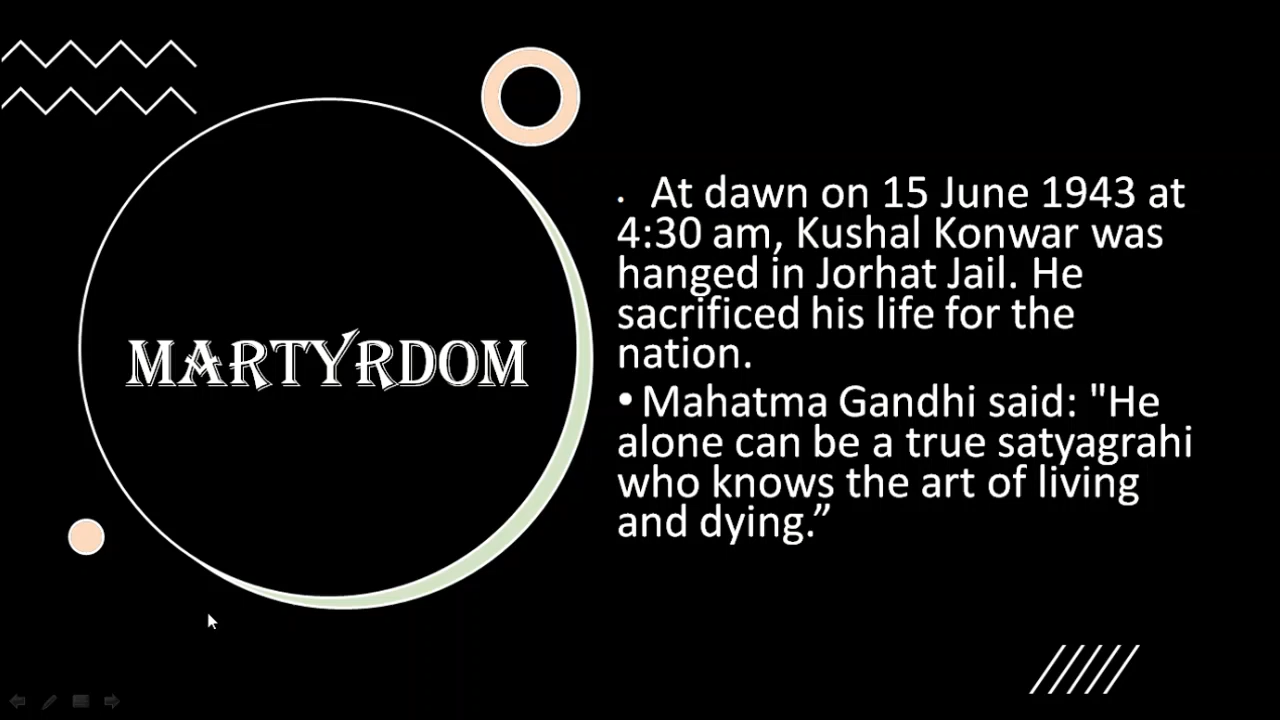 MARTYRDOM
• At dawn on 15 June 1943 at
4:30 am, Kushal Konwar was
hanged in Jorhat Jail. He
sacrificed his life for the
nation.
• Mahatma Gandhi said: "He
alone can be a true satyagrahi
who knows the art of living
and dying.”